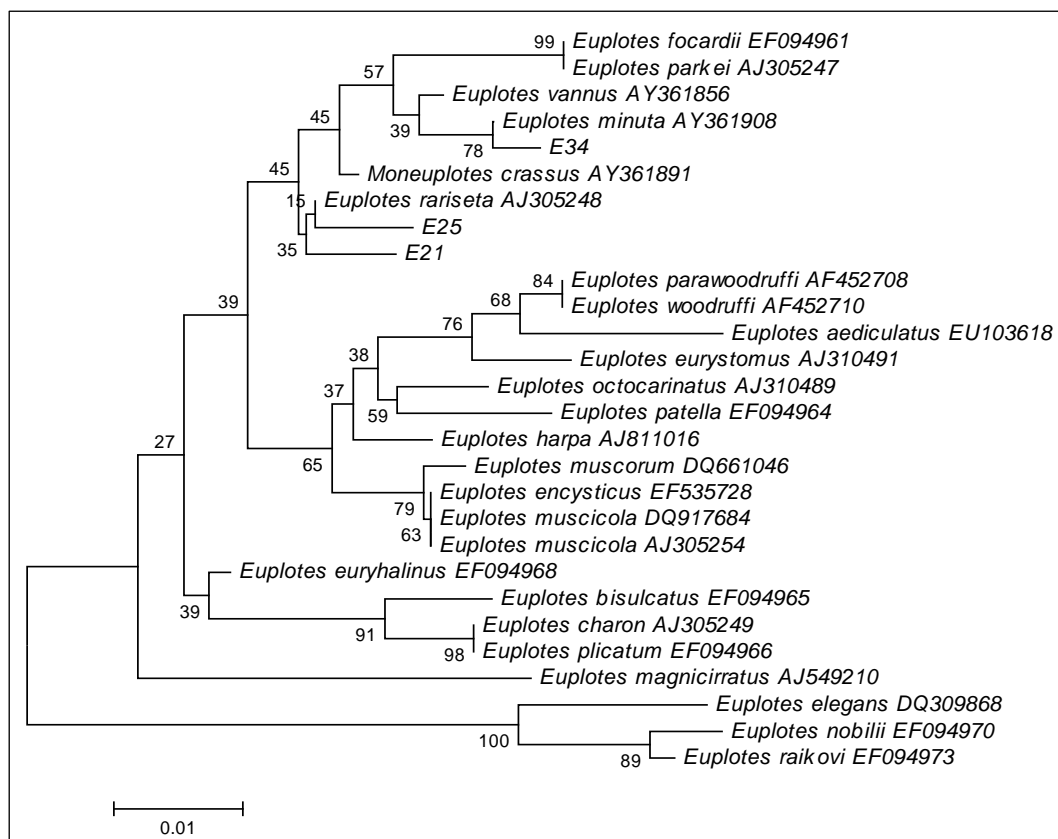 99
Euplotes focardii EF094961
Euplotes parkei AJ305247
57
Euplotes vannus AY361856
39
Euplotes minuta AY361908
78
E34
45
Moneuplotes crassus AY361891
45
15
Euplotes rariseta AJ305248
E25
35
E21
39
84
Euplotes parawoodruffi AF452708
Euplotes woodruffi AF452710
68
Euplotes aediculatus EU103618
76
Euplotes eurystomus AJ310491
38
Euplotes octocarinatus AJ310489
59
Euplotes patella EF094964
37
Euplotes harpa AJ811016
65
Euplotes muscorum DQ661046
79
Euplotes encysticus EF535728
63
Euplotes muscicola DQ917684
Euplotes muscicola AJ305254
27
Euplotes euryhalinus EF094968
39
Euplotes bisulcatus EF094965
91
Euplotes charon AJ305249
98
Euplotes plicatum EF094966
Euplotes magnicirratus AJ549210
Euplotes elegans DQ309868
100
Euplotes nobilii EF094970
89
Euplotes raikovi EF094973
0.01